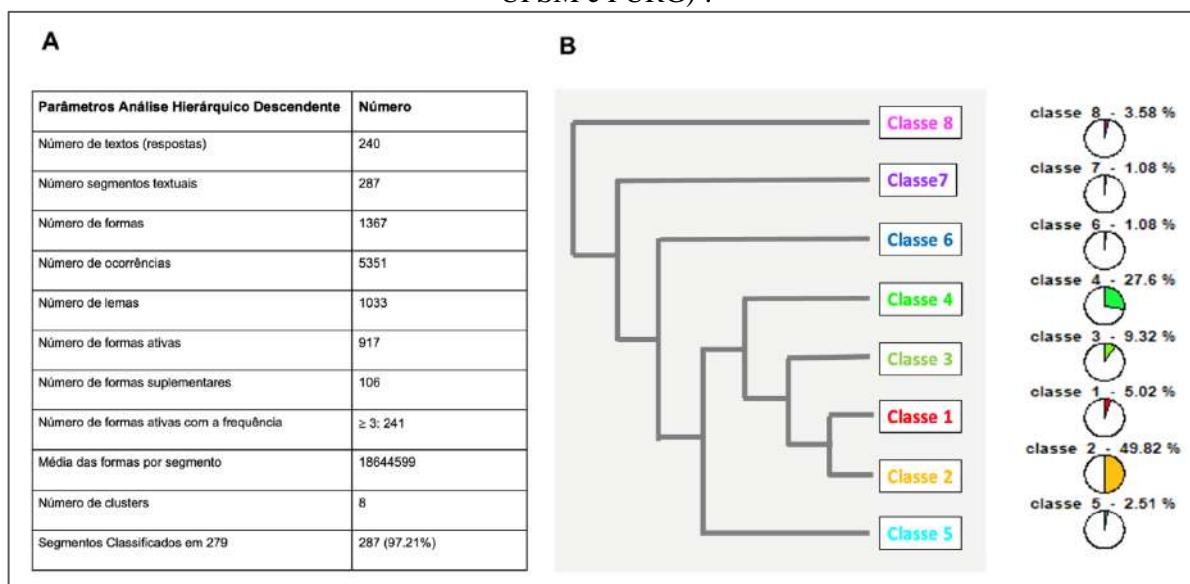 A
B
Parâmetros Análise Hierárquico Descendente Número
Número de textos (respostas) 240
Número segmentos textuais 287
Número de formas 1367
Número de ocorrências 5351
Número de lemas 1033
Número de formas ativas 917
Número de formas suplementares 106
Número de formas ativas com a frequência ≥ 3: 241
Média das formas por segmento 18644599
Número de clusters 8
Segmentos Classificados em 279 287 (97.21%)
Classe 8
Classe7
Classe 6
Classe 4
Classe 3
Classe 1
Classe 2
Classe 5
classe 8 - 3.58 %
classe 7 - 1.08 %
classe 6 - 1.08 %
classe 4 - 27.6 %
classe 3 - 9.32 %
classe 1 - 5.02 %
classe 2 - 49.82 %
classe 5 - 2.51 %